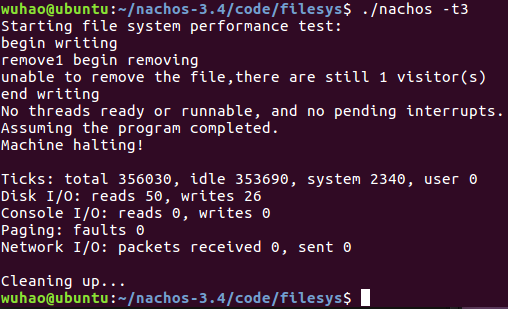 wuhao@ubuntu:~/nachos-3.4/code/filesys$ ./nachos -t3
Starting file system performance test:
begin writing
remove1 begin removing
unable to remove the file,there are still 1 visitor(s)
end writing
No threads ready or runnable, and no pending interrupts.
Assuming the program completed.
Machine halting!

Ticks: total 356030, idle 353690, system 2340, user 0
Disk I/O: reads 50, writes 26
Console I/O: reads 0, writes 0
Paging: faults 0
Network I/O: packets received 0, sent 0

Cleaning up...
wuhao@ubuntu:~/nachos-3.4/code/filesys$